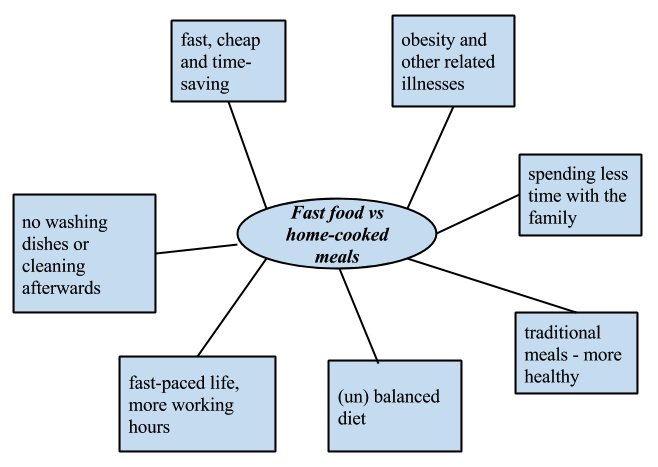 fast, cheap
and time-
saving
obesity and
other related
illnesses
spending less
time with the
family
no washing
dishes or
cleaning
afterwards
Fast food vs
home-cooked
meals
traditional
meals - more
healthy
fast-paced life,
more working
hours
(un) balanced
diet